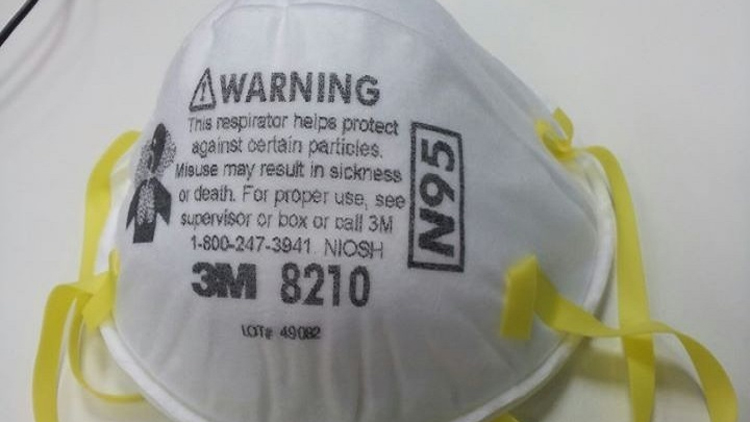 WARNING
This respirator helps protect
against certain particles.
Misuse may result in sickness
or death. For proper use, see
supervisor or box or call 3M
1-800-247-3941. NIOSH
3M 8210
LOT# 49082
N95